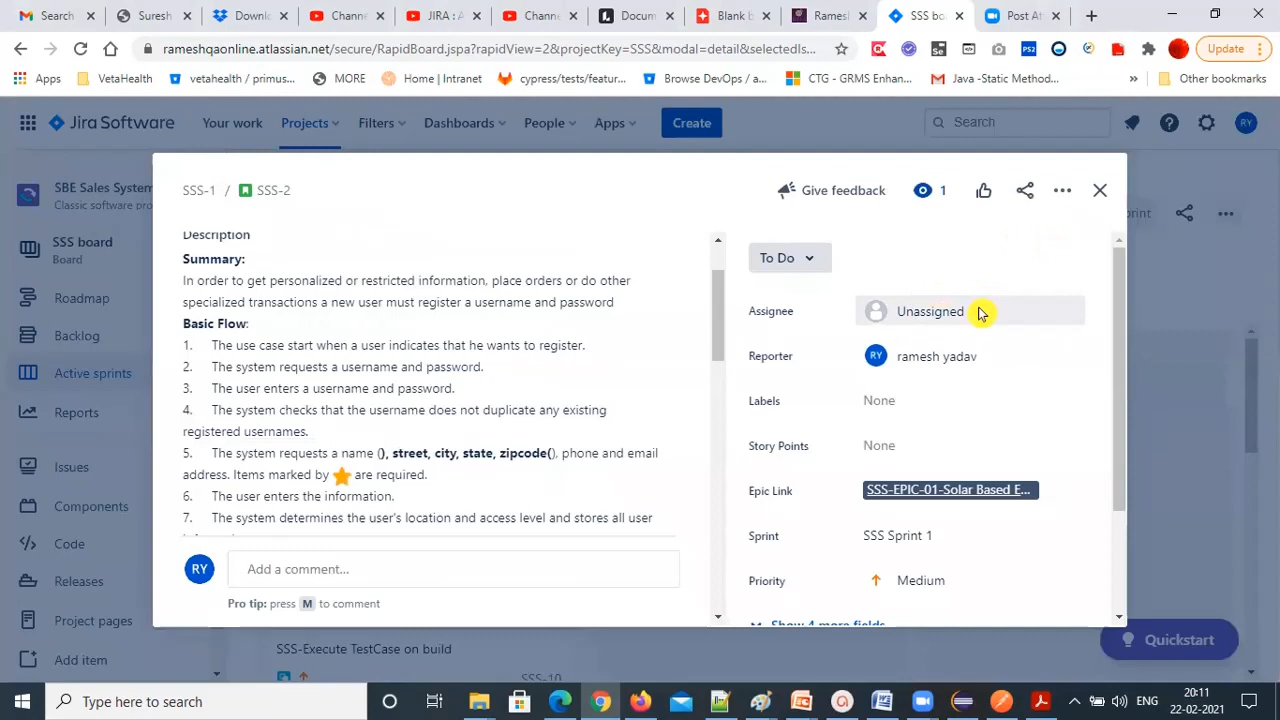 Search
Suresh
Downl
Channe
JIRA : A
Channe
Docum
Blank b
Ramesl
SSS bo
Post At
rameshqaonline.atlassian.net/secure/RapidBoard.jspa?rapidView=2&projectKey=SSS&modal=detail&selectedIs...
Update
Apps
VetaHealth
vetahealth / primus...
MORE
Home | Intranet
cypress/tests/featur...
Browse DevOps / a...
CTG - GRMS Enhan...
Java -Static Method...
Other bookmarks
Jira Software
Your work
Projects
Filters
Dashboards
People
Apps
Create
Search
RY
SBE Sales System
Classic software pro
SSS board
Board
Roadmap
Backlog
Active sprints
Reports
Issues
Components
Code
Releases
Project pages
Add item
SSS-1 / SSS-2
Give feedback
1
Description
Summary:
In order to get personalized or restricted information, place orders or do other
specialized transactions a new user must register a username and password
Basic Flow:
1. The use case start when a user indicates that he wants to register.
2. The system requests a username and password.
3. The user enters a username and password.
4. The system checks that the username does not duplicate any existing
registered usernames.
5. The system requests a name (), street, city, state, zipcode(), phone and email
address. Items marked by ⭐ are required.
6. The user enters the information.
7. The system determines the user's location and access level and stores all user
RY
Add a comment...
Pro tip: press M to comment
To Do
Assignee
Unassigned
Reporter
RY
ramesh yadav
Labels
None
Story Points
None
Epic Link
SSS-EPIC-01-Solar Based E...
Sprint
SSS Sprint 1
Priority
Medium
Show 4 more fields
SSS-Execute TestCase on build
SSS-10
Quickstart
Type here to search
ENG
20:11
22-02-2021